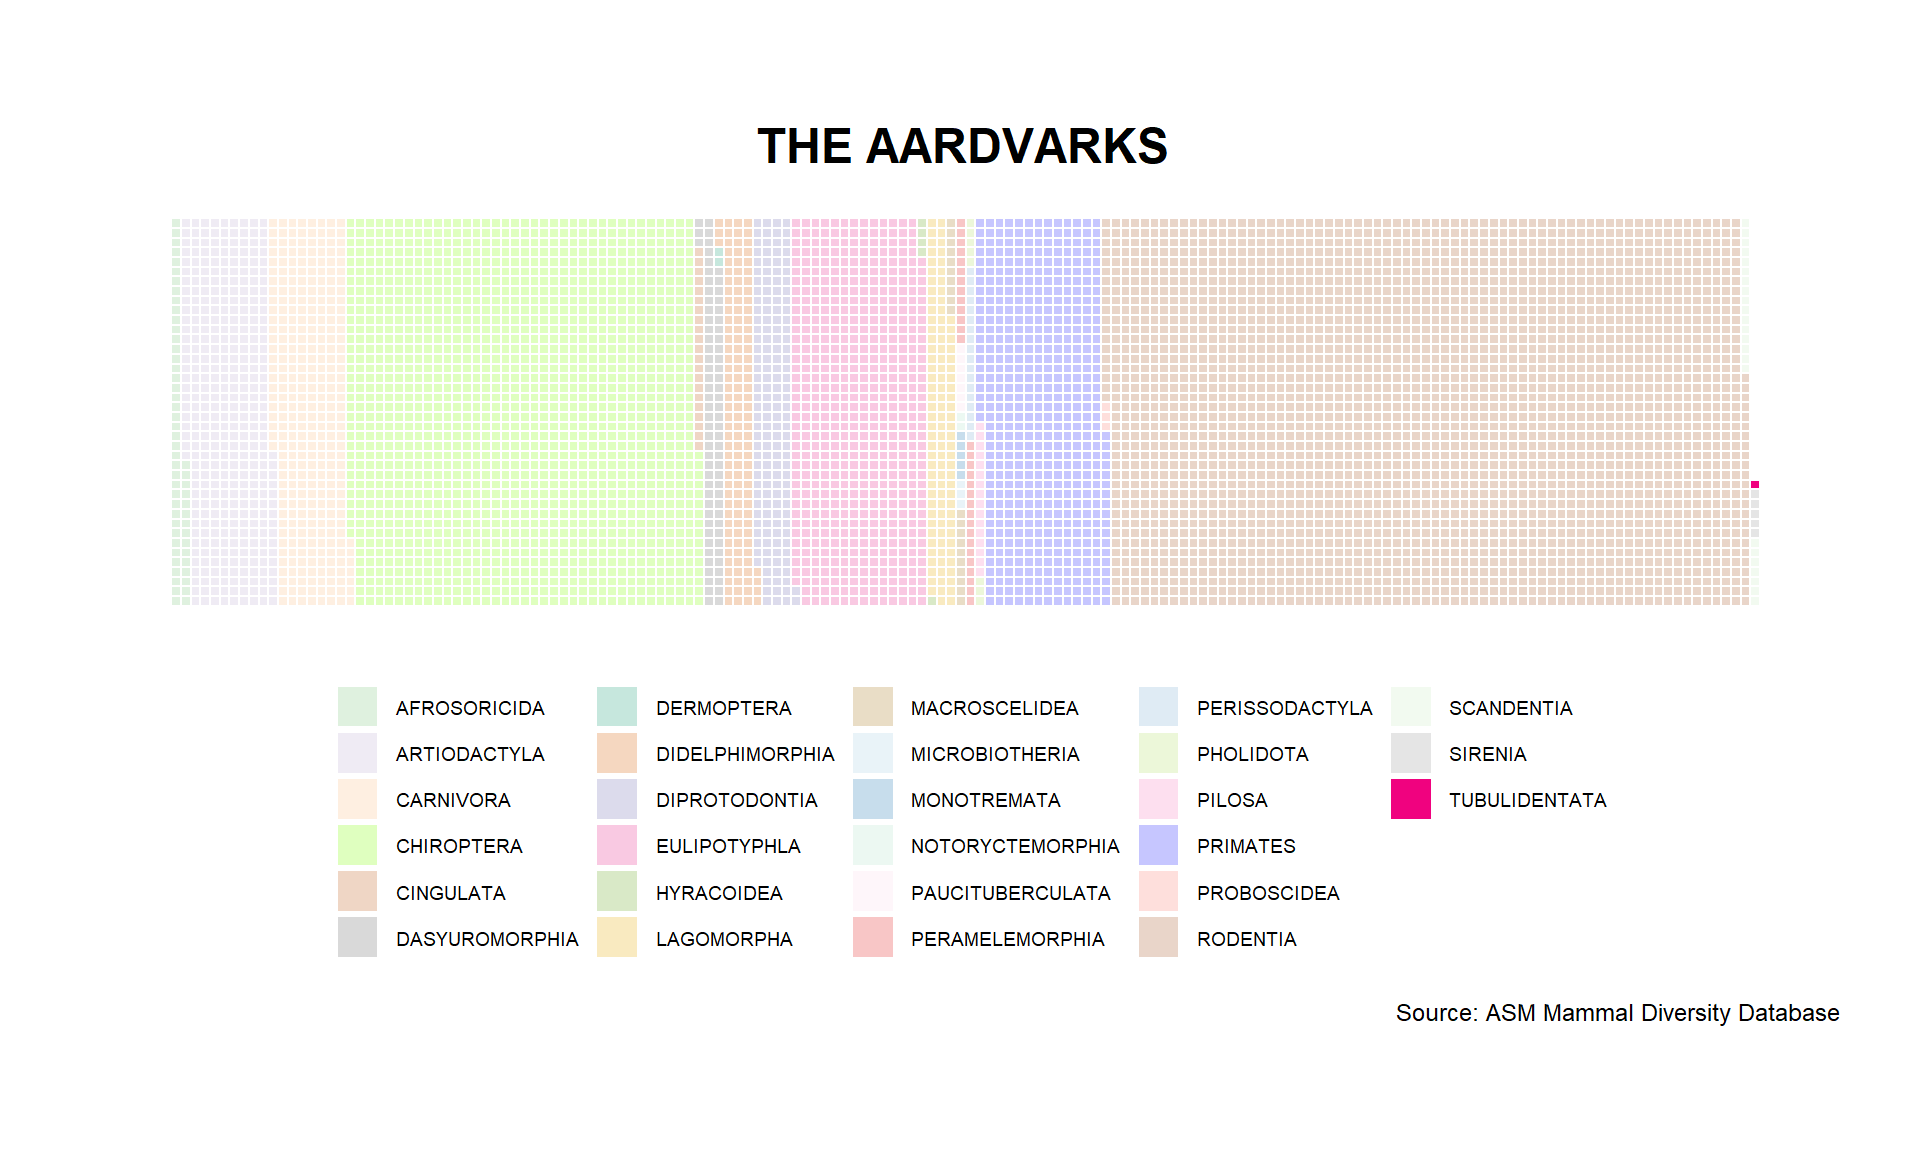 THE AARDVARKS
AFROSORICIDA
ARTIODACTYLA
CARNIVORA
CHIROPTERA
CINGULATA
DASYUROMORPHIA
DERMOPTERA
DIDELPHIMORPHIA
DIPROTODONTIA
EULIPOTYPHLA
HYRACOIDEA
LAGOMORPHA
MACROSCELIDEA
MICROBIOTHERIA
MONOTREMATA
NOTORYCTEMORPHIA
PAUCITUBERCULATA
PERAMELEMORPHIA
PERISSODACTYLA
PHOLIDOTA
PILOSA
PRIMATES
PROBOSCIDEA
RODENTIA
SCANDENTIA
SIRENIA
TUBULIDENTATA
Source: ASM Mammal Diversity Database